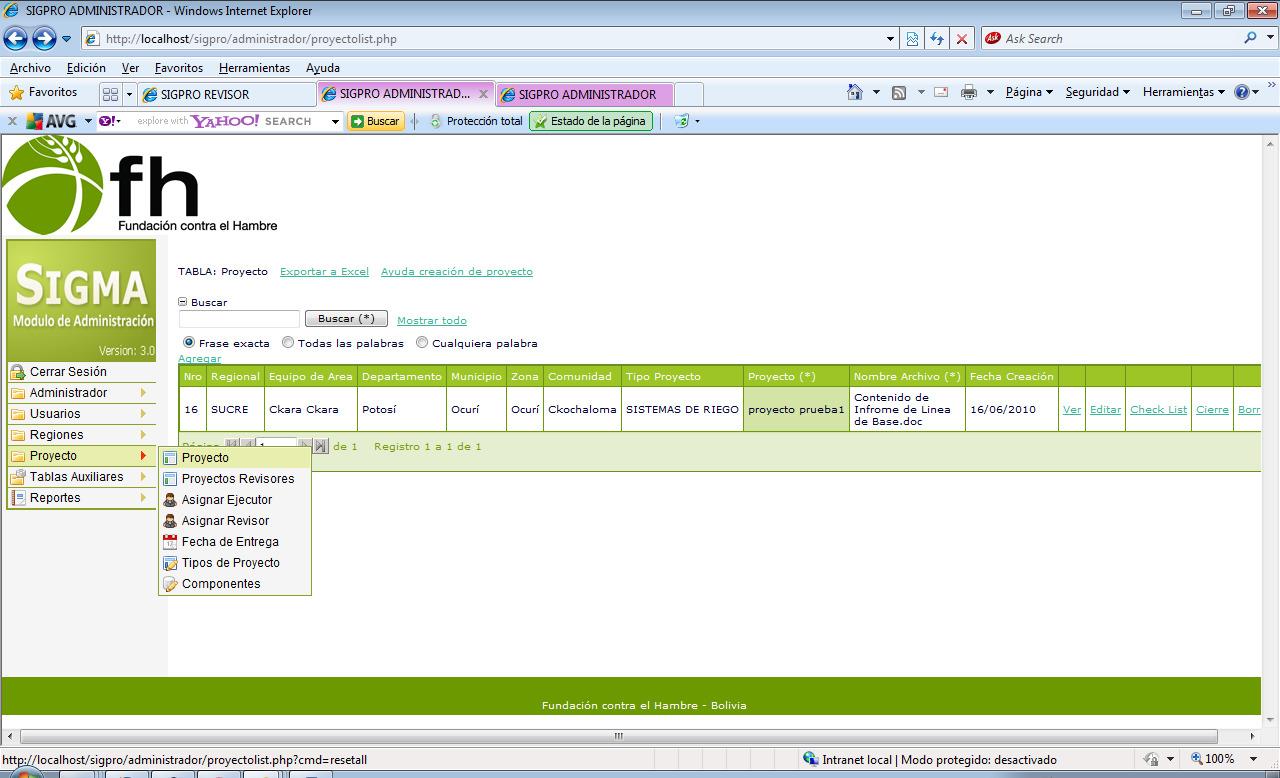 SIGPRO ADMINISTRADOR - Windows Internet Explorer
http://localhost/sigpro/administrador/proyectolist.php
Ask Ask Search
Archivo Edición Ver Favoritos Herramientas Ayuda
Favoritos SIGPRO REVISOR SIGPRO ADMINISTRAD... SIGPRO ADMINISTRADOR Página Seguridad Herramientas
AVG Y! explore with YAHOO! SEARCH Buscar Protección total Estado de la página
fh
Fundación contra el Hambre
SIGMA
Modulo de Administración
Version: 3.0
Cerrar Sesión
Administrador
Usuarios
Regiones
Proyecto
Tablas Auxiliares
Reportes
TABLA: Proyecto Exportar a Excel Ayuda creación de proyecto
Buscar
Buscar (*) Mostrar todo
Frase exacta Todas las palabras Cualquiera palabra
Agregar
Nro Regional Equipo de Area Departamento Municipio Zona Comunidad Tipo Proyecto Proyecto (*) Nombre Archivo (*) Fecha Creación
16 SUCRE Ckara Ckara Potosí Ocurí Ocurí Ckochaloma SISTEMAS DE RIEGO proyecto prueba1 Contenido de Infrome de Linea de Base.doc 16/06/2010 Ver Editar Check List Cierre Borr
Página 1 de 1 Registro 1 a 1 de 1
Proyecto
Proyectos Revisores
Asignar Ejecutor
Asignar Revisor
Fecha de Entrega
Tipos de Proyecto
Componentes
Fundación contra el Hambre - Bolivia
http://localhost/sigpro/administrador/proyectolist.php?cmd=resetall Intranet local | Modo protegido: desactivado 100%